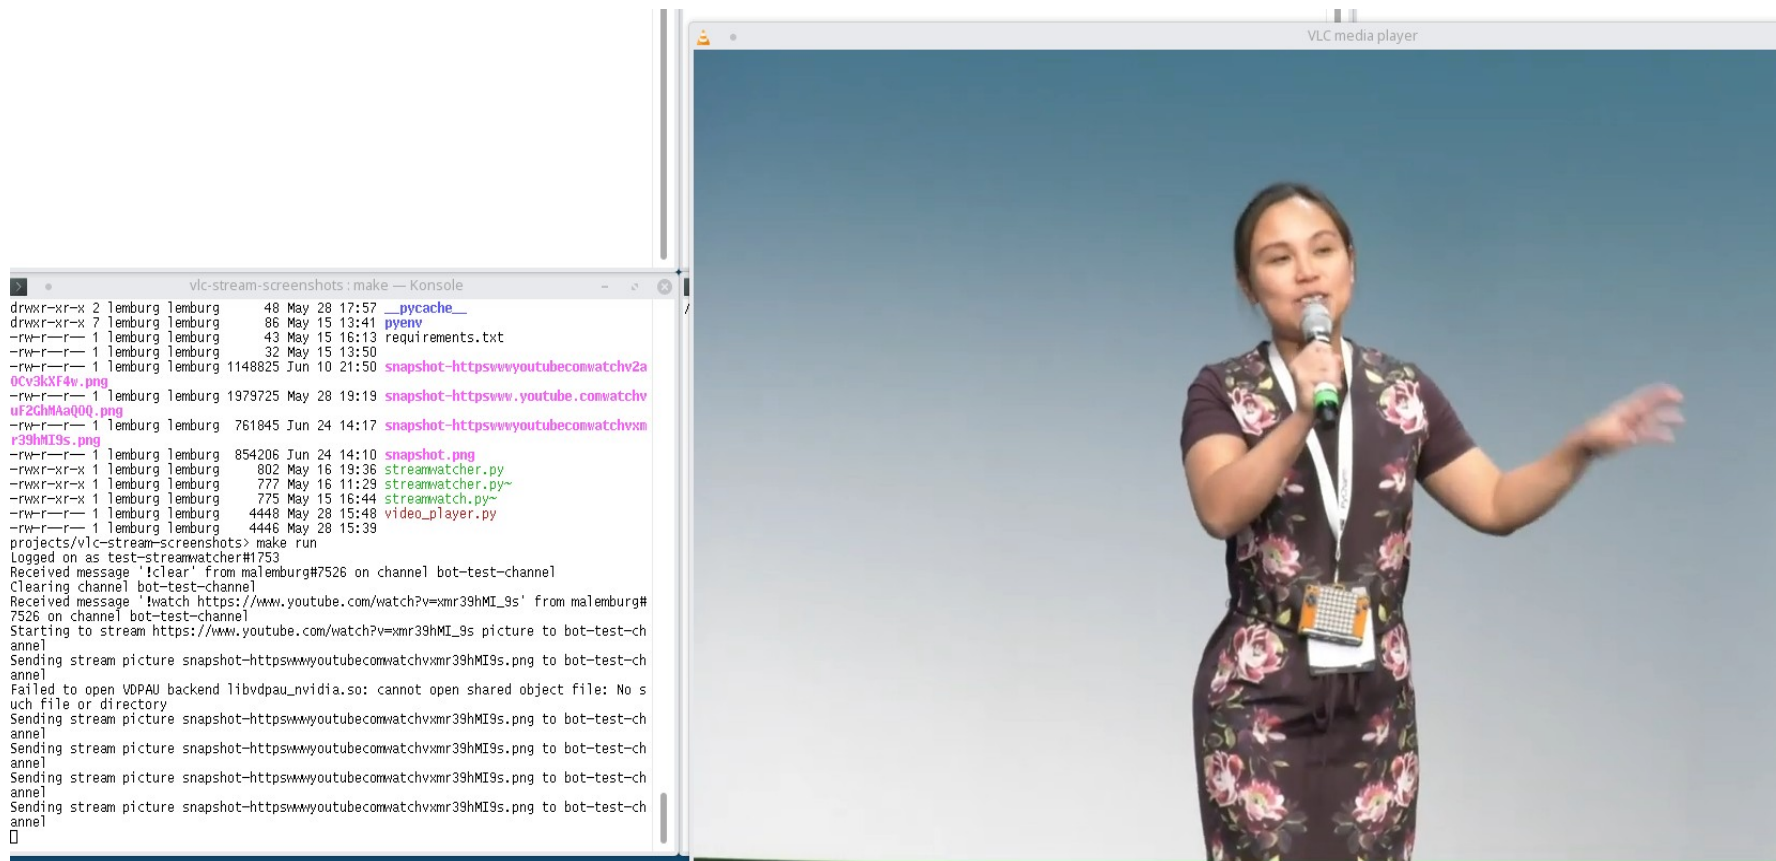 VLC media player
vlc-stream-screenshots : make — Konsole
drwxr-xr-x 2 lemburg lemburg 48 May 28 17:57 __pycache__
drwxr-xr-x 7 lemburg lemburg 86 May 15 13:41 pyenv
-rw-r--r-- 1 lemburg lemburg 43 May 15 16:13 requirements.txt
-rw-r--r-- 1 lemburg lemburg 32 May 15 13:50
-rw-r--r-- 1 lemburg lemburg 1148825 Jun 10 21:50 snapshot-httpswwwyoutubecomwatchv2a
0Cv3kXF4w.png
-rw-r--r-- 1 lemburg lemburg 1979725 May 28 19:19 snapshot-httpswww.youtube.comwatchv
uF2GhMAaQ0Q.png
-rw-r--r-- 1 lemburg lemburg 761845 Jun 24 14:17 snapshot-httpswwwyoutubecomwatchvxm
r39hMI9s.png
-rw-r--r-- 1 lemburg lemburg 854206 Jun 24 14:10 snapshot.png
-rwxr-xr-x 1 lemburg lemburg 802 May 16 19:36 streamwatcher.py
-rwxr-xr-x 1 lemburg lemburg 777 May 16 11:29 streamwatcher.py~
-rwxr-xr-x 1 lemburg lemburg 775 May 15 16:44 streamwatch.py~
-rw-r--r-- 1 lemburg lemburg 4448 May 28 15:48 video_player.py
-rw-r--r-- 1 lemburg lemburg 4446 May 28 15:39
projects/vlc-stream-screenshots> make run
Logged on as test-streamwatcher#1753
Received message '!clear' from malemburg#7526 on channel bot-test-channel
Clearing channel bot-test-channel
Received message '!watch https://www.youtube.com/watch?v=xmr39hMI_9s' from malemburg#
7526 on channel bot-test-channel
Starting to stream https://www.youtube.com/watch?v=xmr39hMI_9s picture to bot-test-ch
annel
Sending stream picture snapshot-httpswwwyoutubecomwatchvxmr39hMI9s.png to bot-test-ch
annel
Failed to open VDPAU backend libvdpau_nvidia.so: cannot open shared object file: No s
uch file or directory
Sending stream picture snapshot-httpswwwyoutubecomwatchvxmr39hMI9s.png to bot-test-ch
annel
Sending stream picture snapshot-httpswwwyoutubecomwatchvxmr39hMI9s.png to bot-test-ch
annel
Sending stream picture snapshot-httpswwwyoutubecomwatchvxmr39hMI9s.png to bot-test-ch
annel
Sending stream picture snapshot-httpswwwyoutubecomwatchvxmr39hMI9s.png to bot-test-ch
annel